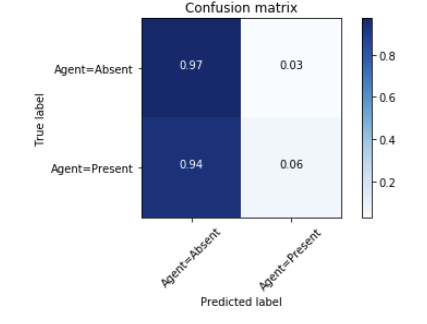 Confusion matrix
0.8
Agent=Absent
0.97
0.03
0.6
True label
0.4
Agent=Present
0.94
0.06
0.2
Agent=Absent
Agent=Present
Predicted label